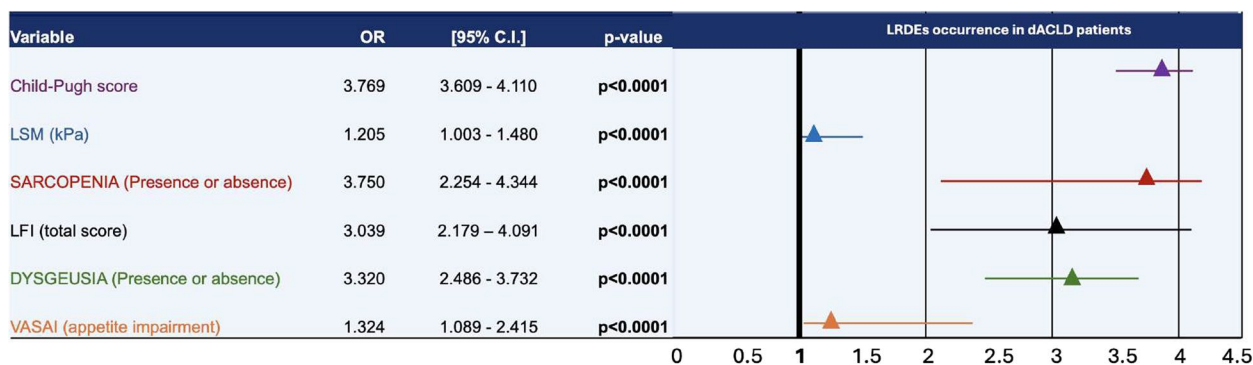 Variable OR [95% C.I.] p-value LRDEs occurrence in dACLD patients
Child-Pugh score 3.769 3.609 - 4.110 p<0.0001
LSM (kPa) 1.205 1.003 - 1.480 p<0.0001
SARCOPENIA (Presence or absence) 3.750 2.254 - 4.344 p<0.0001
LFI (total score) 3.039 2.179 – 4.091 p<0.0001
DYSGEUSIA (Presence or absence) 3.320 2.486 - 3.732 p<0.0001
VASAI (appetite impairment) 1.324 1.089 - 2.415 p<0.0001
0 0.5 1 1.5 2 2.5 3 3.5 4 4.5